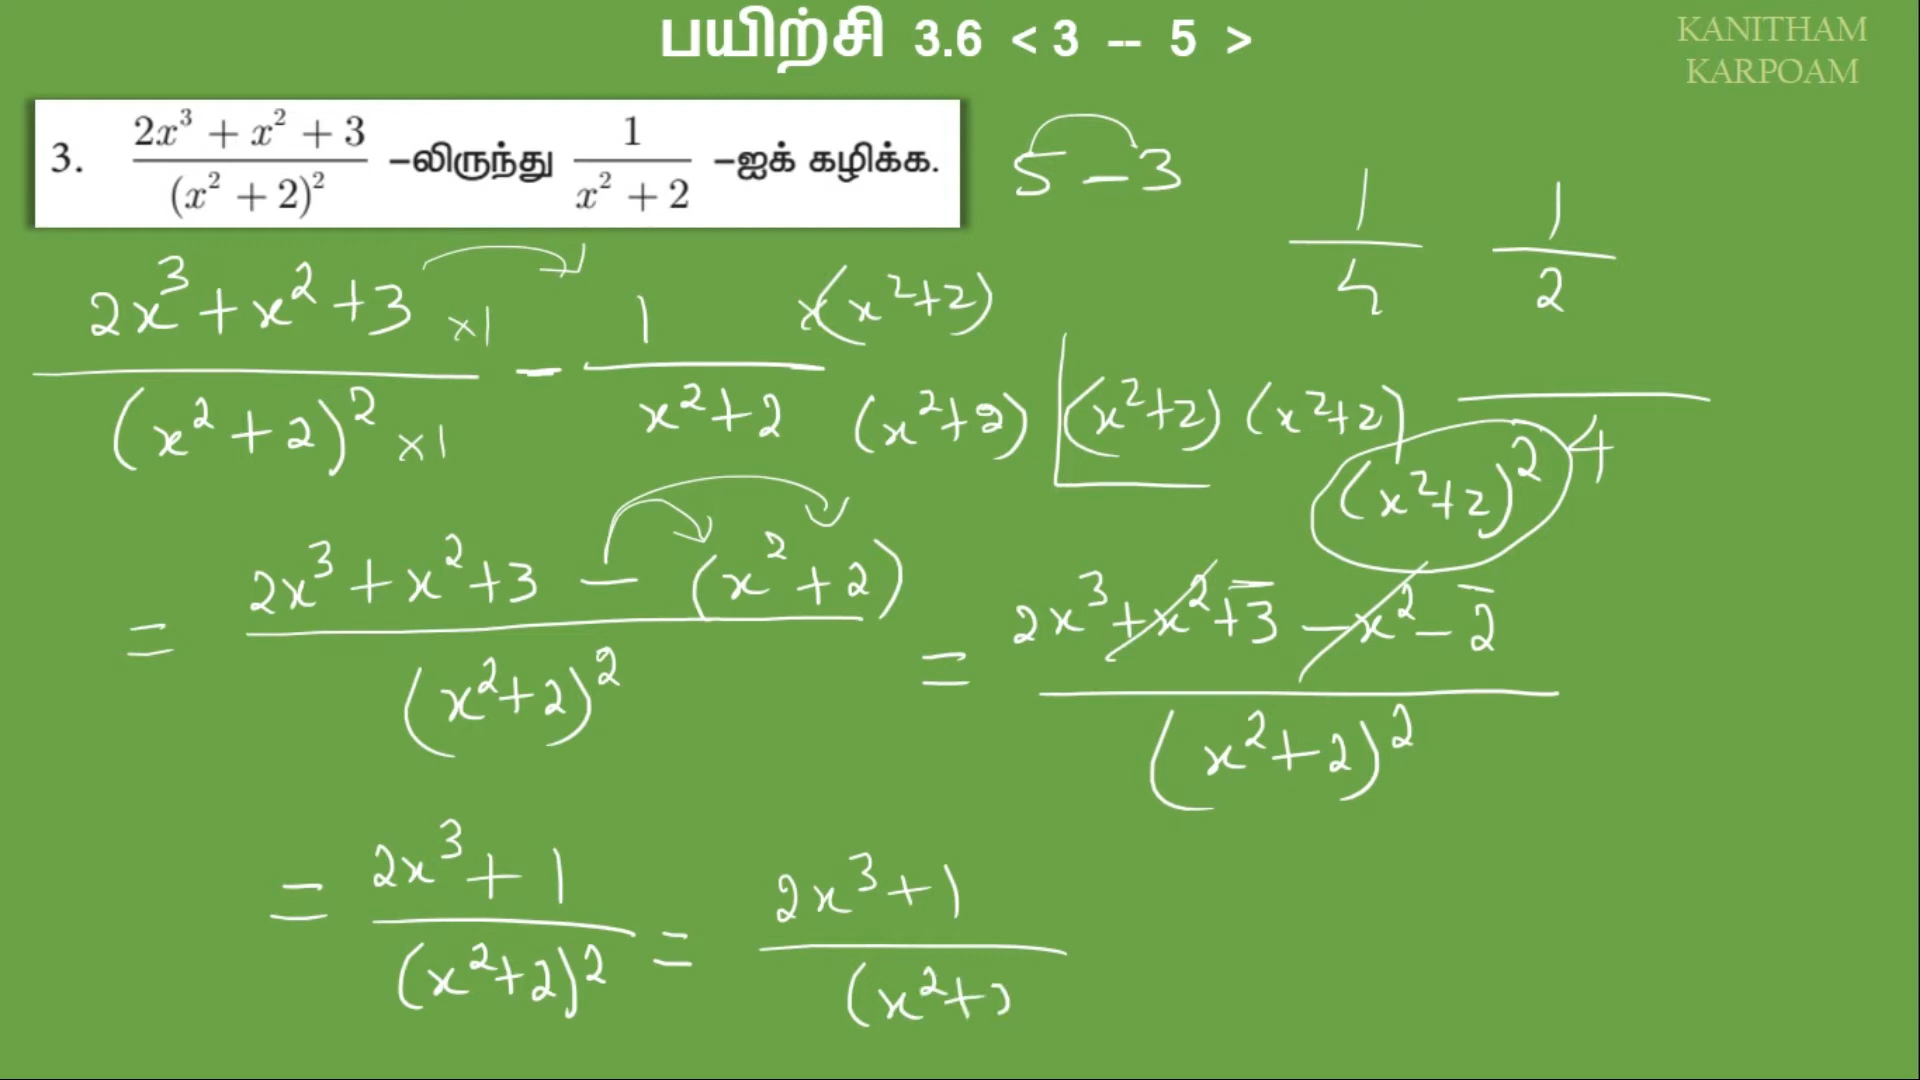 பயிற்சி 3.6 < 3 -- 5 >
KANITHAM
KARPOAM
3. (2x³ + x² + 3)/(x² + 2)² –லிருந்து 1/(x² + 2) –ஐக் கழிக்க.
5 – 3
1/4 1/2
(2x³ + x² + 3 ×1)/((x² + 2)² ×1) – (1 ×(x²+2))/(x²+2 (x²+2))
(x²+2) (x²+2)
4
(x²+2)²
= (2x³ + x² + 3 – (x² + 2))/(x²+2)²
= (2x³ + x² + 3 – x² – 2)/(x²+2)²
= (2x³ + 1)/(x²+2)² = (2x³ + 1)/(x²+